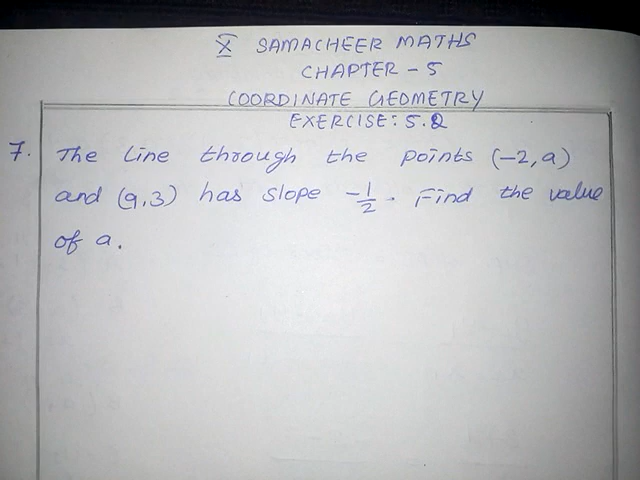 X SAMACHEER MATHS
CHAPTER - 5
COORDINATE GEOMETRY
EXERCISE: 5.2
7. The line through the points (-2, a)
and (9,3) has slope -1/2. Find the value
of a.